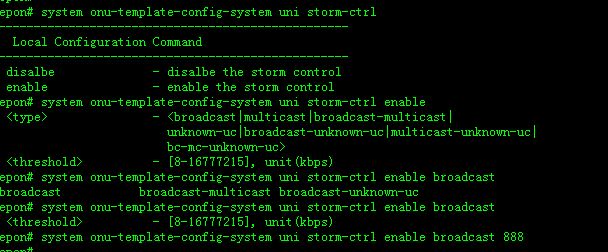 epon# system onu-template-config-system uni storm-ctrl
--------------------------------------------------
Local Configuration Command
--------------------------------------------------
disalbe - disalbe the storm control
enable - enable the storm control
epon# system onu-template-config-system uni storm-ctrl enable
<type> - <broadcast|multicast|broadcast-multicast|
unknown-uc|broadcast-unknown-uc|multicast-unknown-uc|
bc-mc-unknown-uc>
<threshold> - [8-16777215], unit(kbps)
epon# system onu-template-config-system uni storm-ctrl enable broadcast
broadcast broadcast-multicast broadcast-unknown-uc
epon# system onu-template-config-system uni storm-ctrl enable broadcast
<threshold> - [8-16777215], unit(kbps)
epon# system onu-template-config-system uni storm-ctrl enable broadcast 888
epon#